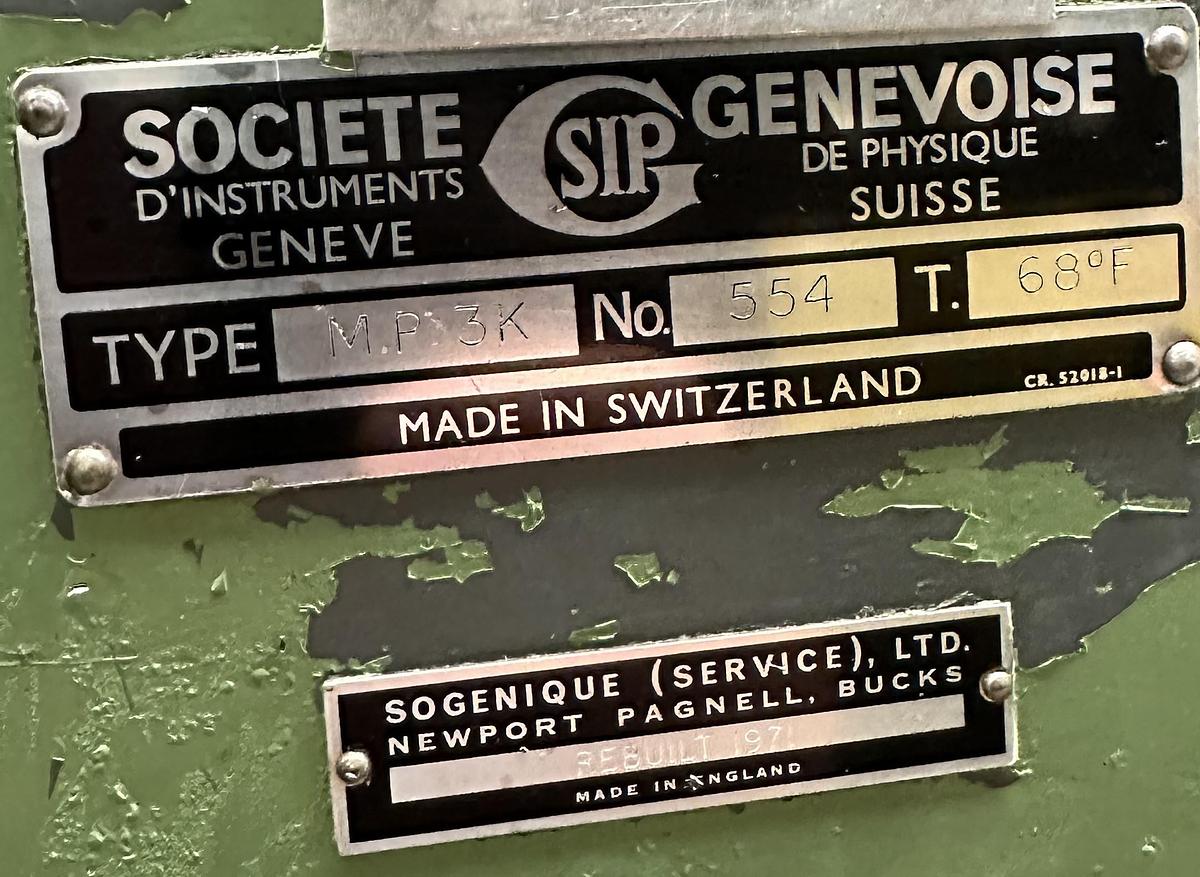 SOCIETE
D'INSTRUMENTS
GENEVE
SIP
GENEVOISE
DE PHYSIQUE
SUISSE
TYPE M.P. 3K No. 554 T. 68°F
MADE IN SWITZERLAND
CR. 52018-1
SOGENIQUE (SERVICE), LTD.
NEWPORT PAGNELL, BUCKS
REBUILT 1971
MADE IN ENGLAND